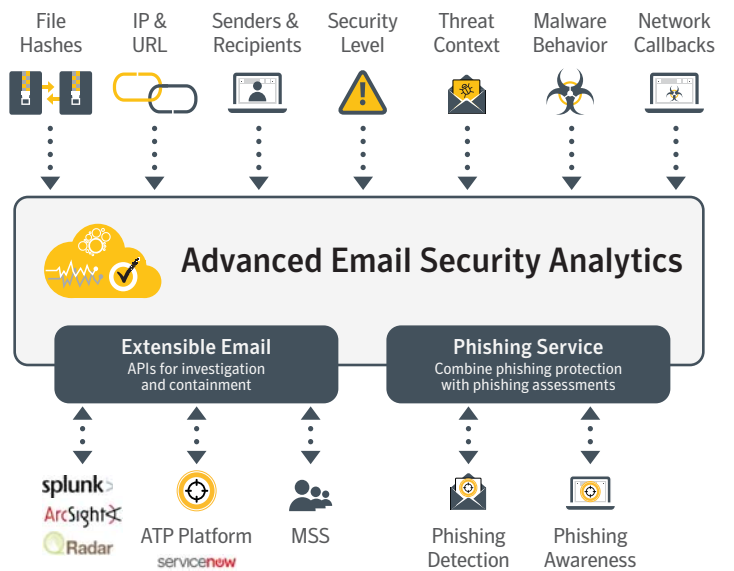 File
Hashes
IP &
URL
Senders &
Recipients
Security
Level
Threat
Context
Malware
Behavior
Network
Callbacks
Advanced Email Security Analytics
Extensible Email
APIs for investigation
and containment
Phishing Service
Combine phishing protection
with phishing assessments
splunk>
ArcSight
QRadar
ATP Platform
servicenow
MSS
Phishing
Detection
Phishing
Awareness